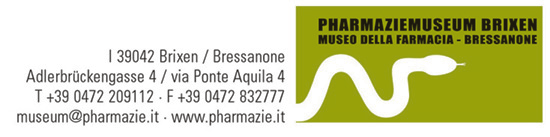 I 39042 Brixen / Bressanone
Adlerbrückengasse 4 / via Ponte Aquila 4
T +39 0472 209112 · F +39 0472 832777
museum@pharmazie.it · www.pharmazie.it
PHARMAZIEMUSEUM BRIXEN
MUSEO DELLA FARMACIA - BRESSANONE